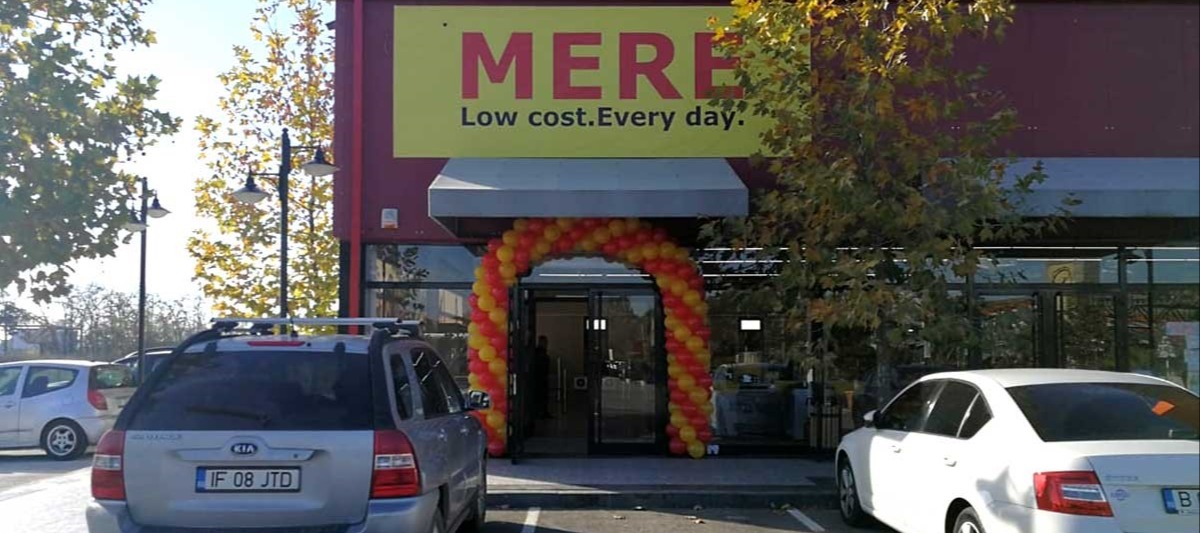 MERE
Low cost.Every day.
KIA
IF 08 JTD
B